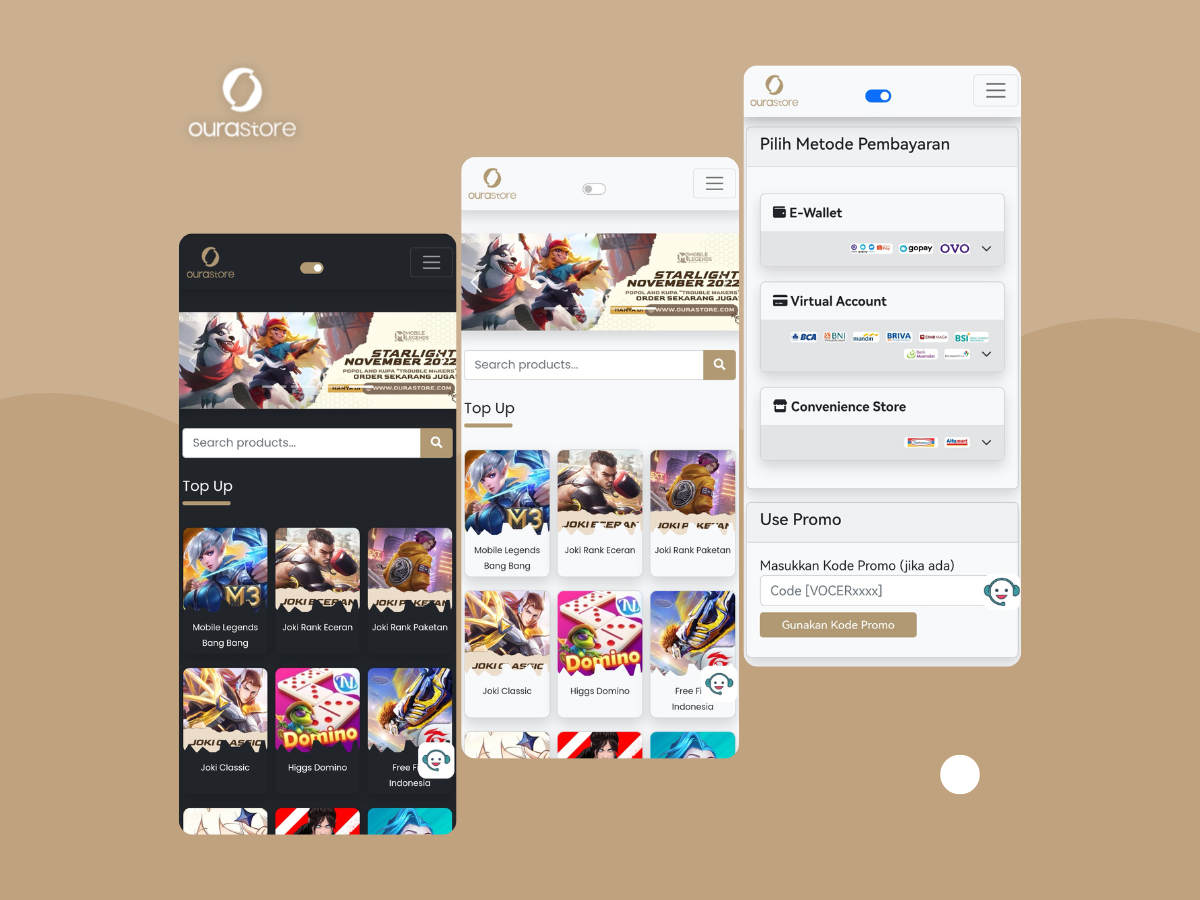 ourastore
ourastore
MOBILE LEGENDS
STARLIGHT
NOVEMBER 2022
POPOL AND KUPA "TROUBLE MAKERS"
ORDER SEKARANG JUGA
WWW.OURASTORE.COM
Search products...
Top Up
M3
Mobile Legends
Bang Bang
JOKI ECERAN
Joki Rank Eceran
JOKI PAKETAN
Joki Rank Paketan
JOKI CLASSIC
Joki Classic
Domino
Higgs Domino
Free Fi
Indonesia
ourastore
MOBILE LEGENDS
STARLIGHT
NOVEMBER 2022
POPOL AND KUPA "TROUBLE MAKERS"
ORDER SEKARANG JUGA
WWW.OURASTORE.COM
Search products...
Top Up
M3
Mobile Legends
Bang Bang
JOKI ECERAN
Joki Rank Eceran
JOKI PAKETAN
Joki Rank Paketan
JOKI CLASSIC
Joki Classic
Domino
Higgs Domino
Free Fi
Indonesia
ourastore
Pilih Metode Pembayaran
E-Wallet
gopay OVO
Virtual Account
BCA BNI mandiri BRIVA CIMB NIAGA BSI
Convenience Store
Indomaret Alfamart
Use Promo
Masukkan Kode Promo (jika ada)
Code [VOCERxxxx]
Gunakan Kode Promo